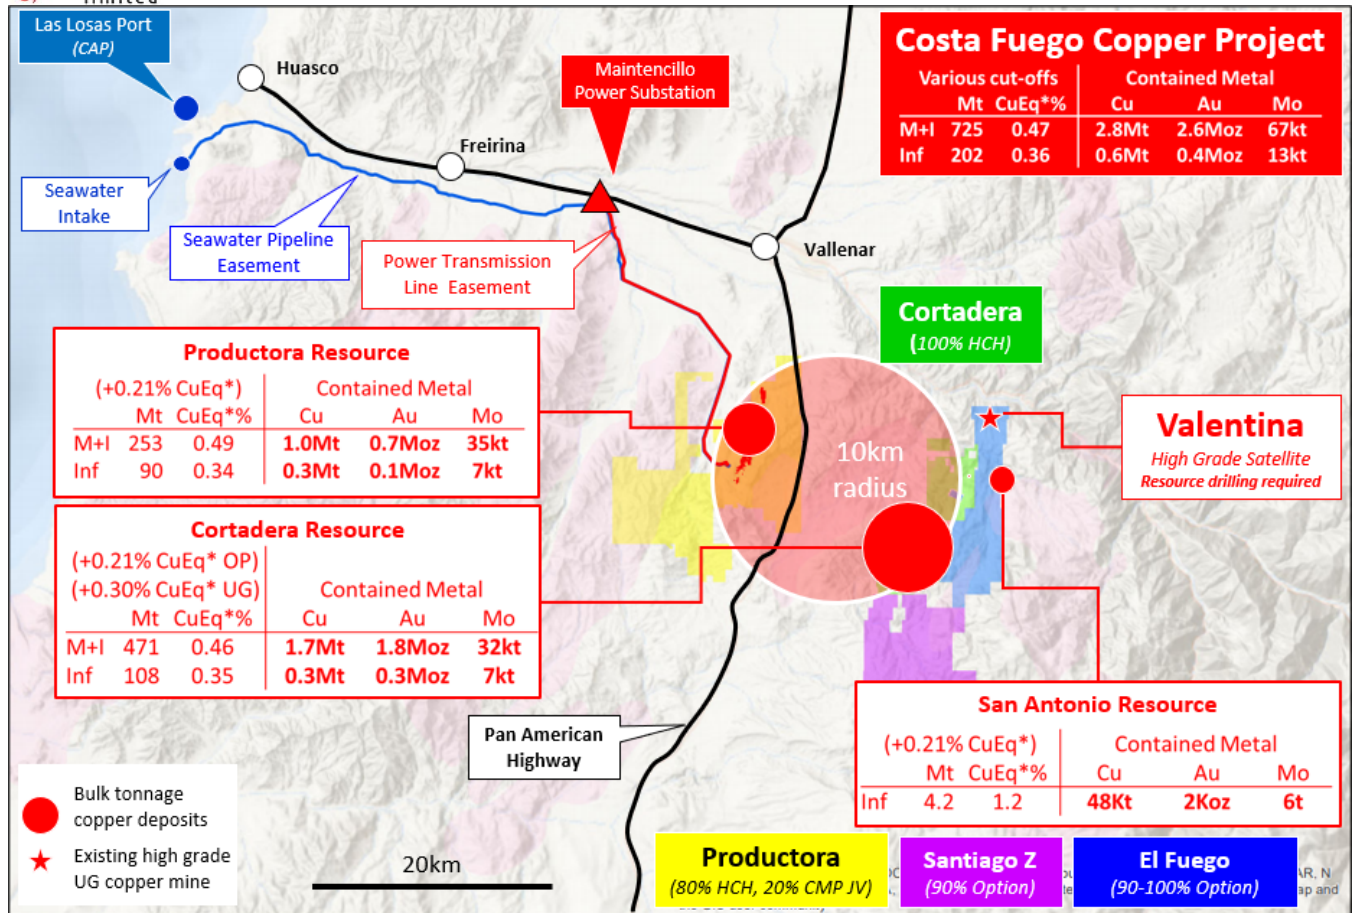 limited
Las Losas Port
(CAP)
Huasco
Maintencillo
Power Substation
Costa Fuego Copper Project
Various cut-offs Contained Metal
Mt CuEq*% Cu Au Mo
M+I 725 0.47 2.8Mt 2.6Moz 67kt
Inf 202 0.36 0.6Mt 0.4Moz 13kt
Freirina
Seawater
Intake
Seawater Pipeline
Easement
Power Transmission
Line Easement
Vallenar
Cortadera
(100% HCH)
Productora Resource
(+0.21% CuEq*) Contained Metal
Mt CuEq*% Cu Au Mo
M+I 253 0.49 1.0Mt 0.7Moz 35kt
Inf 90 0.34 0.3Mt 0.1Moz 7kt
10km
radius
Valentina
High Grade Satellite
Resource drilling required
Cortadera Resource
(+0.21% CuEq* OP)
(+0.30% CuEq* UG) Contained Metal
Mt CuEq*% Cu Au Mo
M+I 471 0.46 1.7Mt 1.8Moz 32kt
Inf 108 0.35 0.3Mt 0.3Moz 7kt
San Antonio Resource
(+0.21% CuEq*) Contained Metal
Mt CuEq*% Cu Au Mo
Inf 4.2 1.2 48Kt 2Koz 6t
Pan American
Highway
Bulk tonnage
copper deposits
Existing high grade
UG copper mine
20km
Productora
(80% HCH, 20% CMP JV)
Santiago Z
(90% Option)
El Fuego
(90-100% Option)
AR, N
ap and